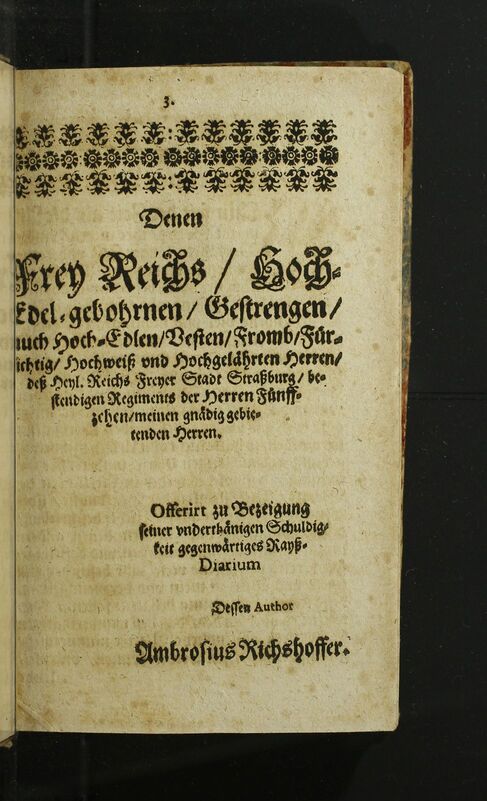 3.
Denen
Frey Reichs / Hoch-
Edel-gebohrnen / Gestrengen /
auch Hoch-Edlen / Vesten / Fromb / Für-
sichtig / Hochweiß vnd Hochgelährten Herren /
deß Heyl. Reichs Freyer Stadt Straßburg / be-
stendigen Regiments der Herren Fünff-
zehen / meinen gnädig gebie-
tenden Herren.
Offerirt zu Bezeigung
seiner vnderthänigen Schuldig-
keit gegenwärtiges Rayß-
Diarium
Dessen Author
Ambrosius Richshoffer.